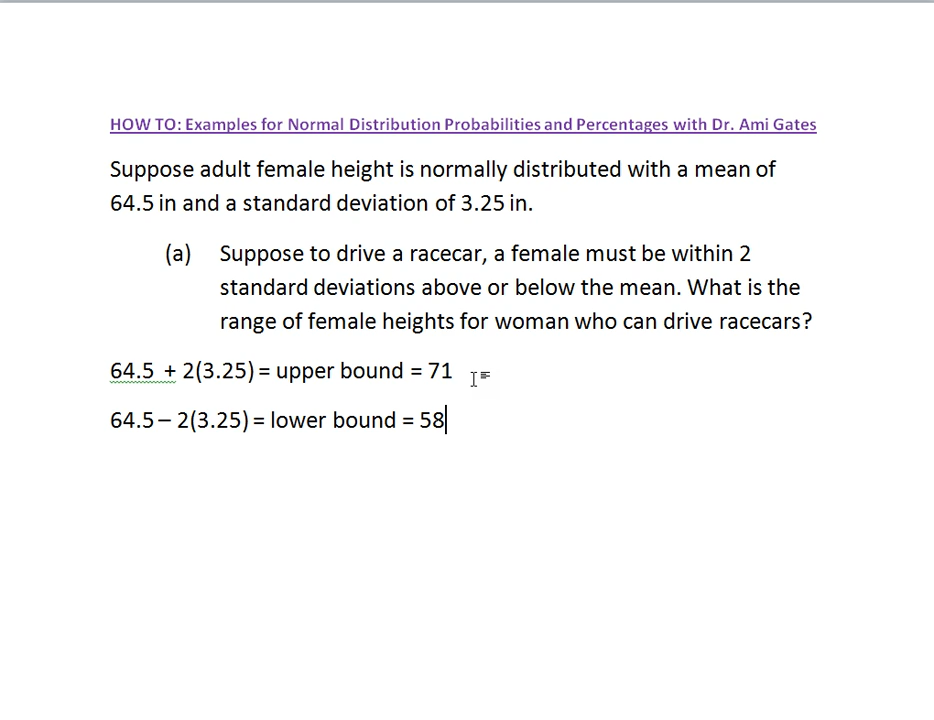 HOW TO: Examples for Normal Distribution Probabilities and Percentages with Dr. Ami Gates
Suppose adult female height is normally distributed with a mean of
64.5 in and a standard deviation of 3.25 in.
(a) Suppose to drive a racecar, a female must be within 2
standard deviations above or below the mean. What is the
range of female heights for woman who can drive racecars?
64.5 + 2(3.25) = upper bound = 71
64.5 – 2(3.25) = lower bound = 58